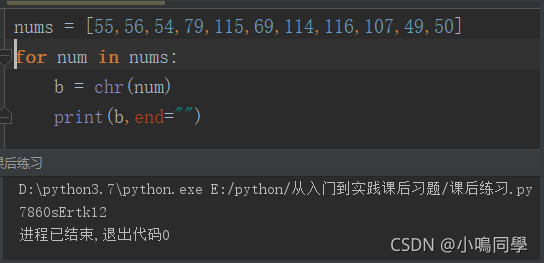 nums = [55,56,54,79,115,69,114,116,107,49,50]
for num in nums:
b = chr(num)
print(b,end="")
课后练习
D:\python3.7\python.exe E:/python/从入门到实践课后习题/课后练习.py
7860sErtk12
进程已结束,退出代码0
CSDN @小鳴同學